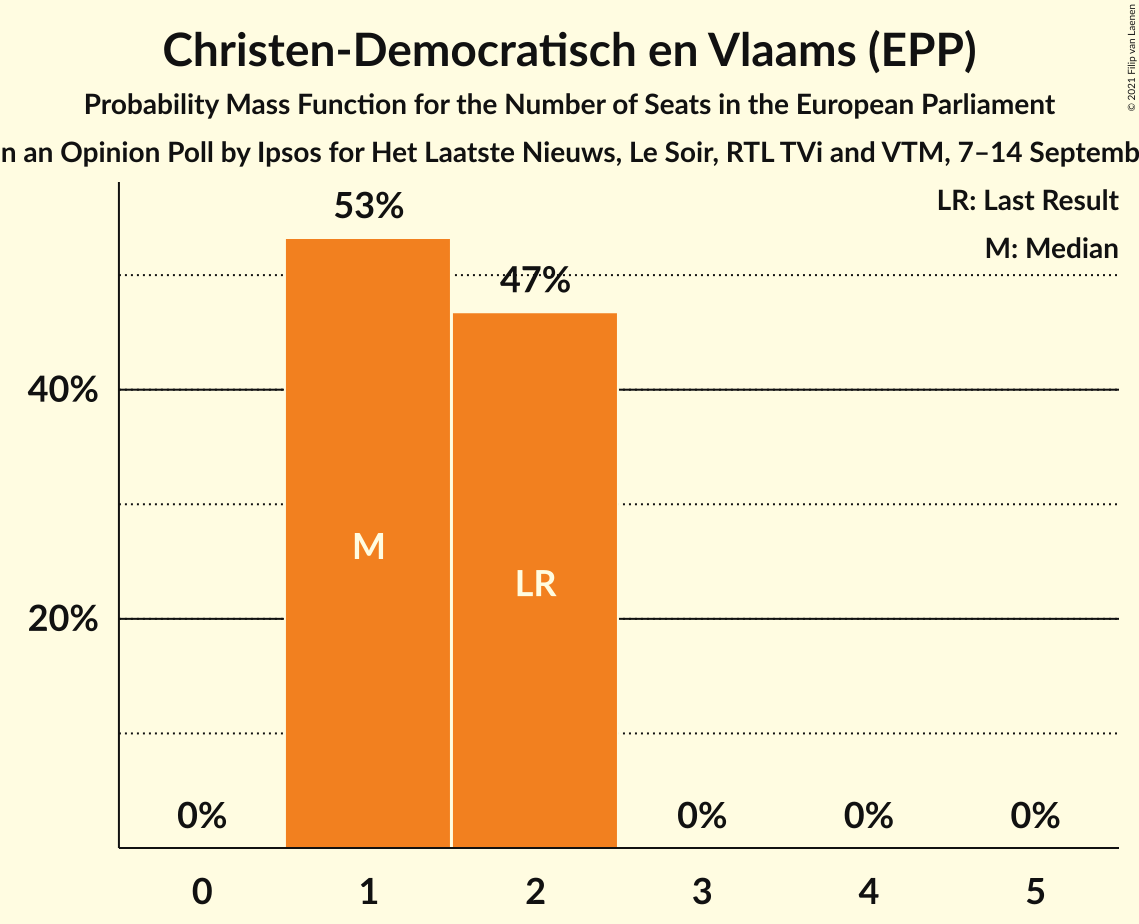 Christen-Democratisch en Vlaams (EPP)
Probability Mass Function for the Number of Seats in the European Parliament
an Opinion Poll by Ipsos for Het Laatste Nieuws, Le Soir, RTL TVi and VTM, 7–14
LR: Last Result
M: Median
53%
47%
40%
20%
M
LR
0%
0%
0%
0%
0
1
2
3
4
5
© 2021 Filip van Laenen